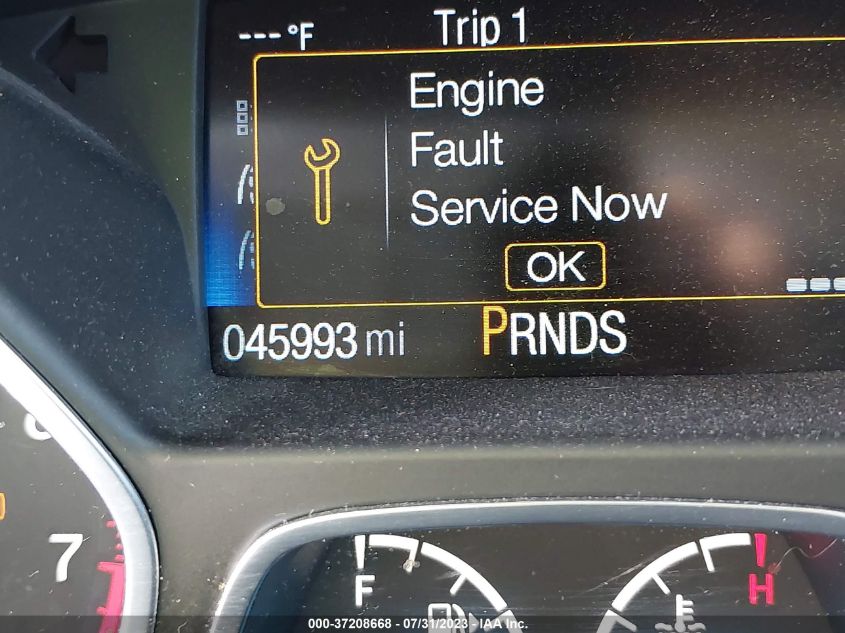 ---°F Trip 1
Engine
Fault
Service Now
OK
045993 mi PRNDS
7
F H
000-37208668 - 07/31/2023 - IAA Inc.